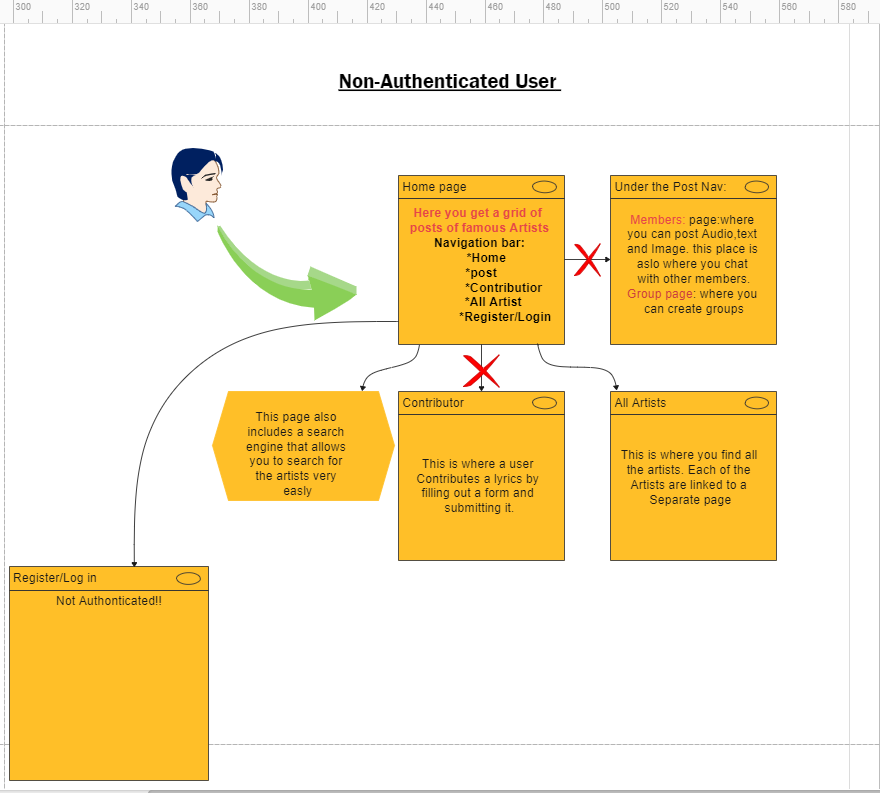 300 320 340 360 380 400 420 440 460 480 500 520 540 560 580
Non-Authenticated User
Home page
Here you get a grid of
posts of famous Artists
Navigation bar:
*Home
*post
*Contributior
*All Artist
*Register/Login
Under the Post Nav:
Members: page:where
you can post Audio,text
and Image. this place is
aslo where you chat
with other members.
Group page: where you
can create groups
This page also
includes a search
engine that allows
you to search for
the artists very
easly
Contributor
This is where a user
Contributes a lyrics by
filling out a form and
submitting it.
All Artists
This is where you find all
the artists. Each of the
Artists are linked to a
Separate page
Register/Log in
Not Authonticated!!